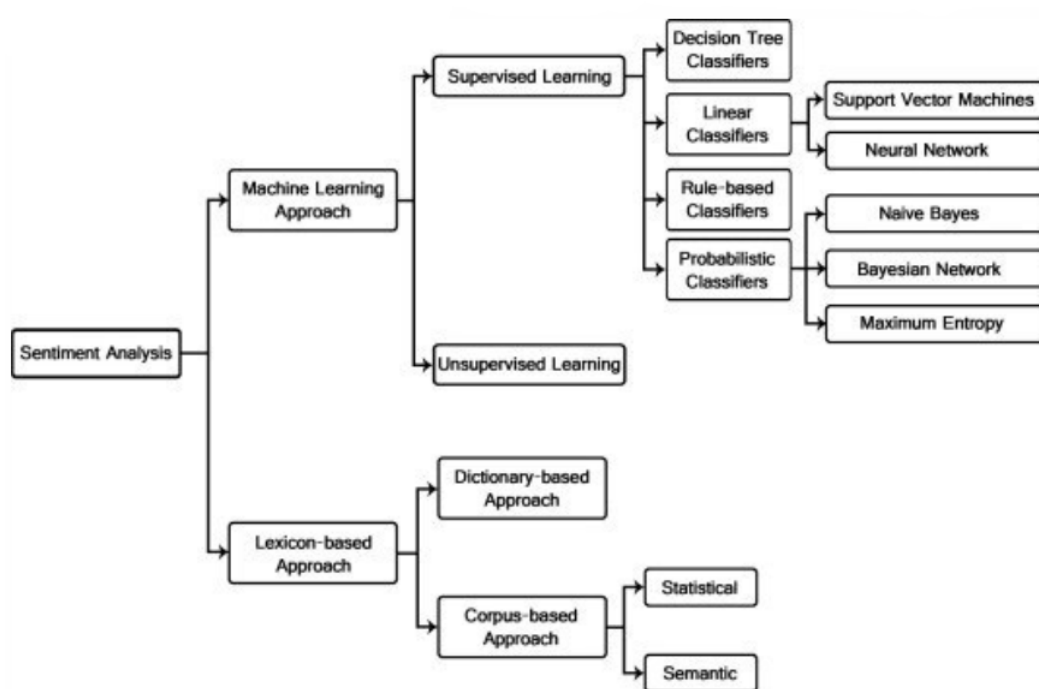 Decision Tree
Classifiers
Supervised Learning
Linear
Classifiers
Support Vector Machines
Neural Network
Machine Learning
Approach
Rule-based
Classifiers
Naive Bayes
Probabilistic
Classifiers
Bayesian Network
Maximum Entropy
Sentiment Analysis
Unsupervised Learning
Dictionary-based
Approach
Lexicon-based
Approach
Statistical
Corpus-based
Approach
Semantic